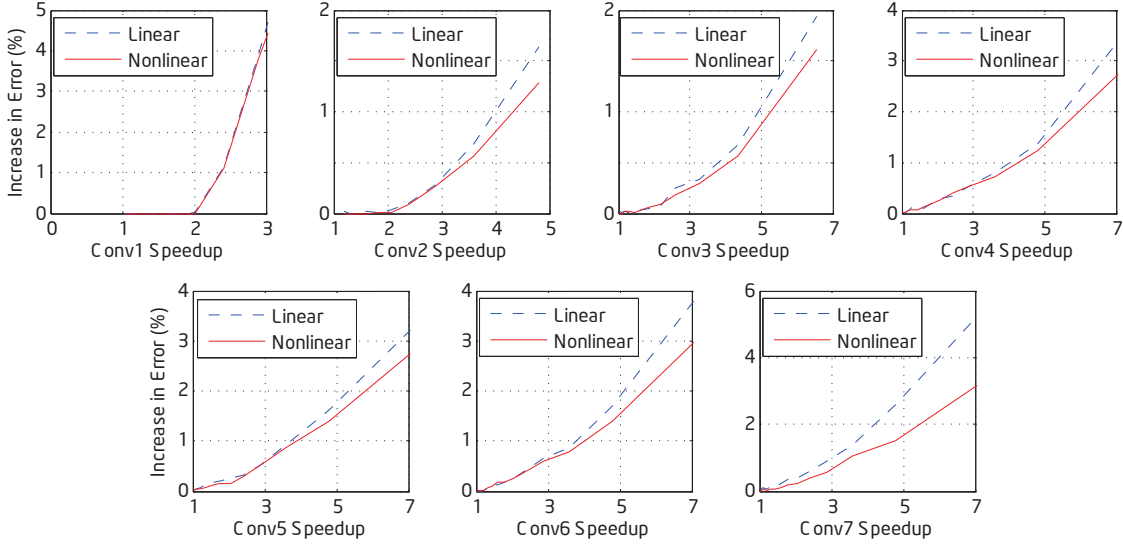 Increase in Error (%)
5
4
3
2
1
0
Linear
Nonlinear
0 1 2 3
Conv1 Speedup
2
1
0
Linear
Nonlinear
1 2 3 4 5
Conv2 Speedup
2
1
0
Linear
Nonlinear
1 3 5 7
Conv3 Speedup
4
3
2
1
0
Linear
Nonlinear
1 3 5 7
Conv4 Speedup
Increase in Error (%)
4
3
2
1
0
Linear
Nonlinear
1 3 5 7
Conv5 Speedup
4
3
2
1
0
Linear
Nonlinear
1 3 5 7
Conv6 Speedup
6
4
2
0
Linear
Nonlinear
1 3 5 7
Conv7 Speedup